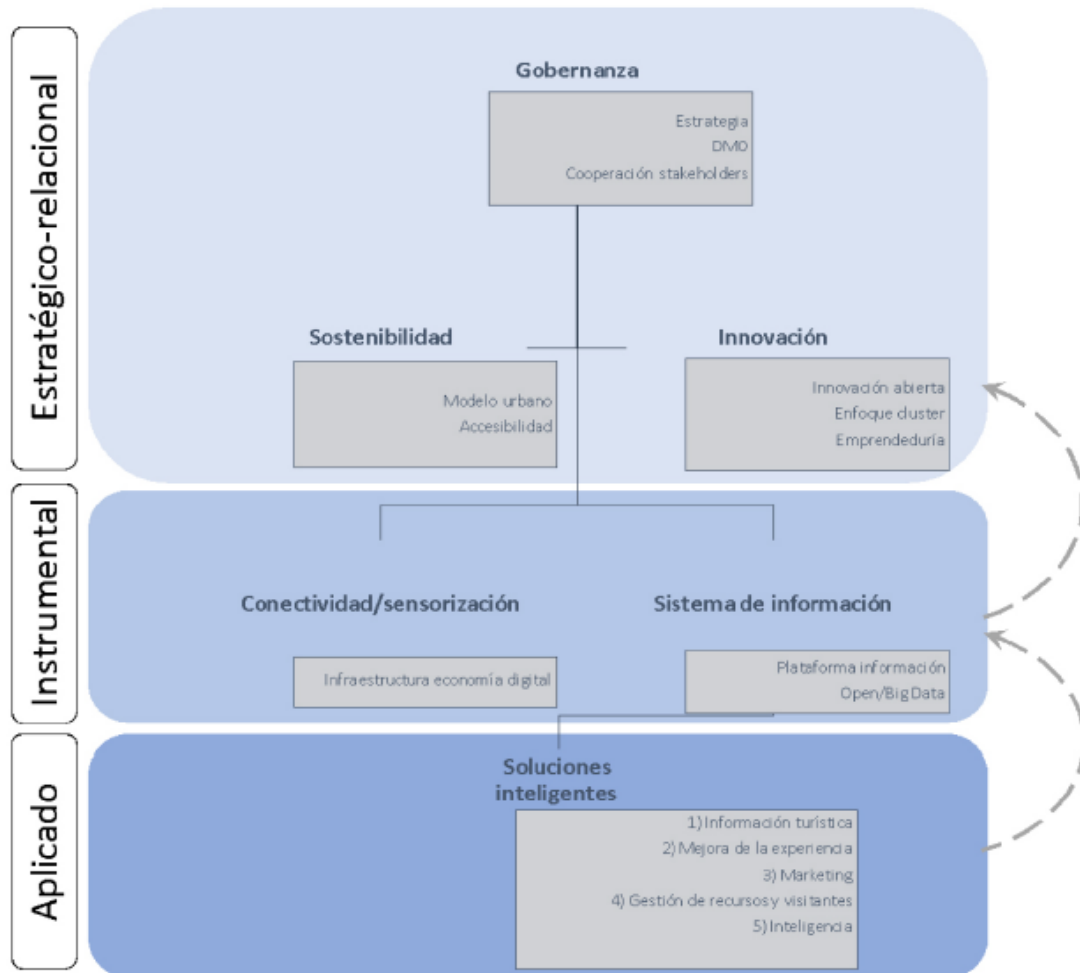 Estratégico-relacional
Gobernanza
Estrategia
DMO
Cooperación stakeholders
Sostenibilidad
Modelo urbano
Accesibilidad
Innovación
Innovación abierta
Enfoque cluster
Emprendeduría
Instrumental
Conectividad/sensorización
Infraestructura economía digital
Sistema de información
Plataforma información
Open/Big Data
Aplicado
Soluciones
inteligentes
1) Información turística
2) Mejora de la experiencia
3) Marketing
4) Gestión de recursos y visitantes
5) Inteligencia